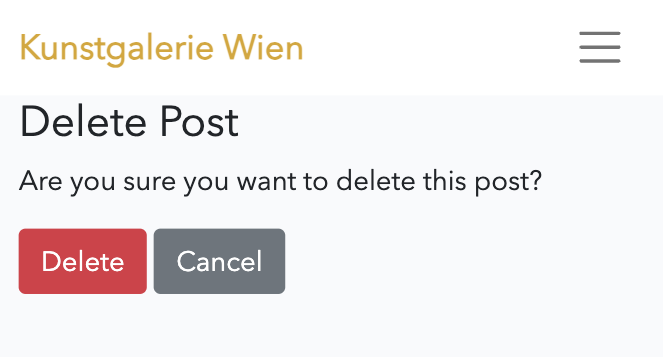 Kunstgalerie Wien
Delete Post
Are you sure you want to delete this post?
Delete Cancel